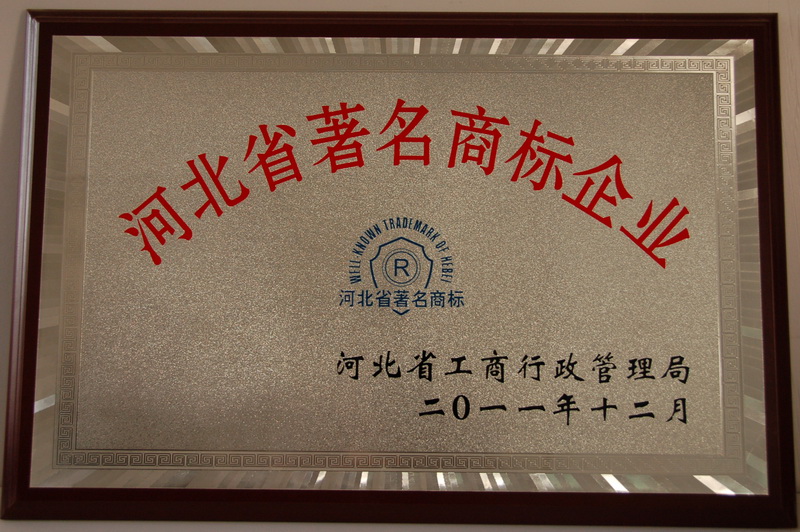 河北省著名商标企业
WELL-KNOWN TRADEMARK OF HEBEI
R
河北省著名商标
河北省工商行政管理局
二0一一年十二月